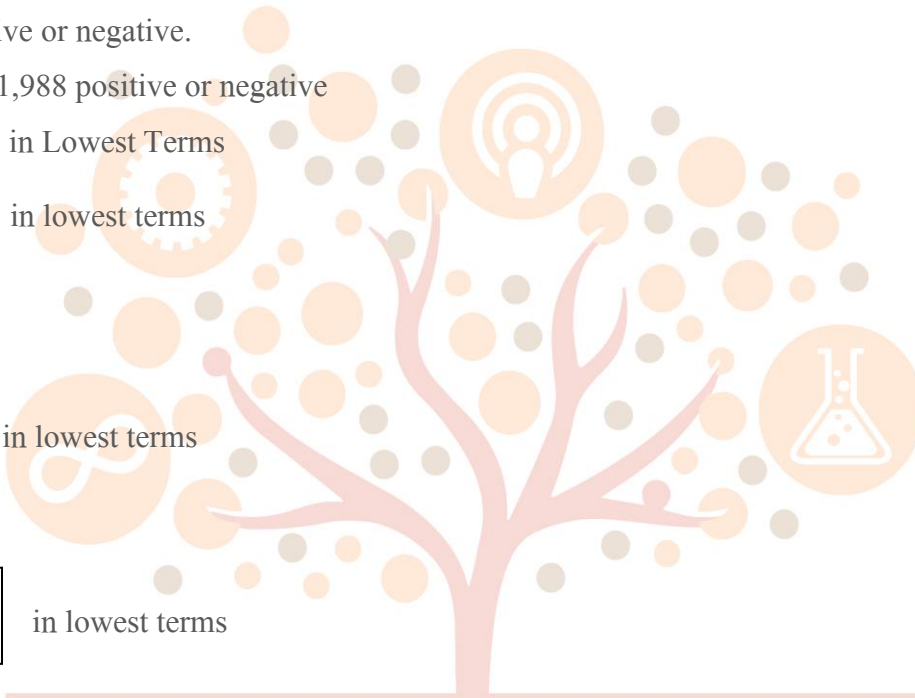 ive or negative.
1,988 positive or negative
in Lowest Terms
in lowest terms
in lowest terms
in lowest terms